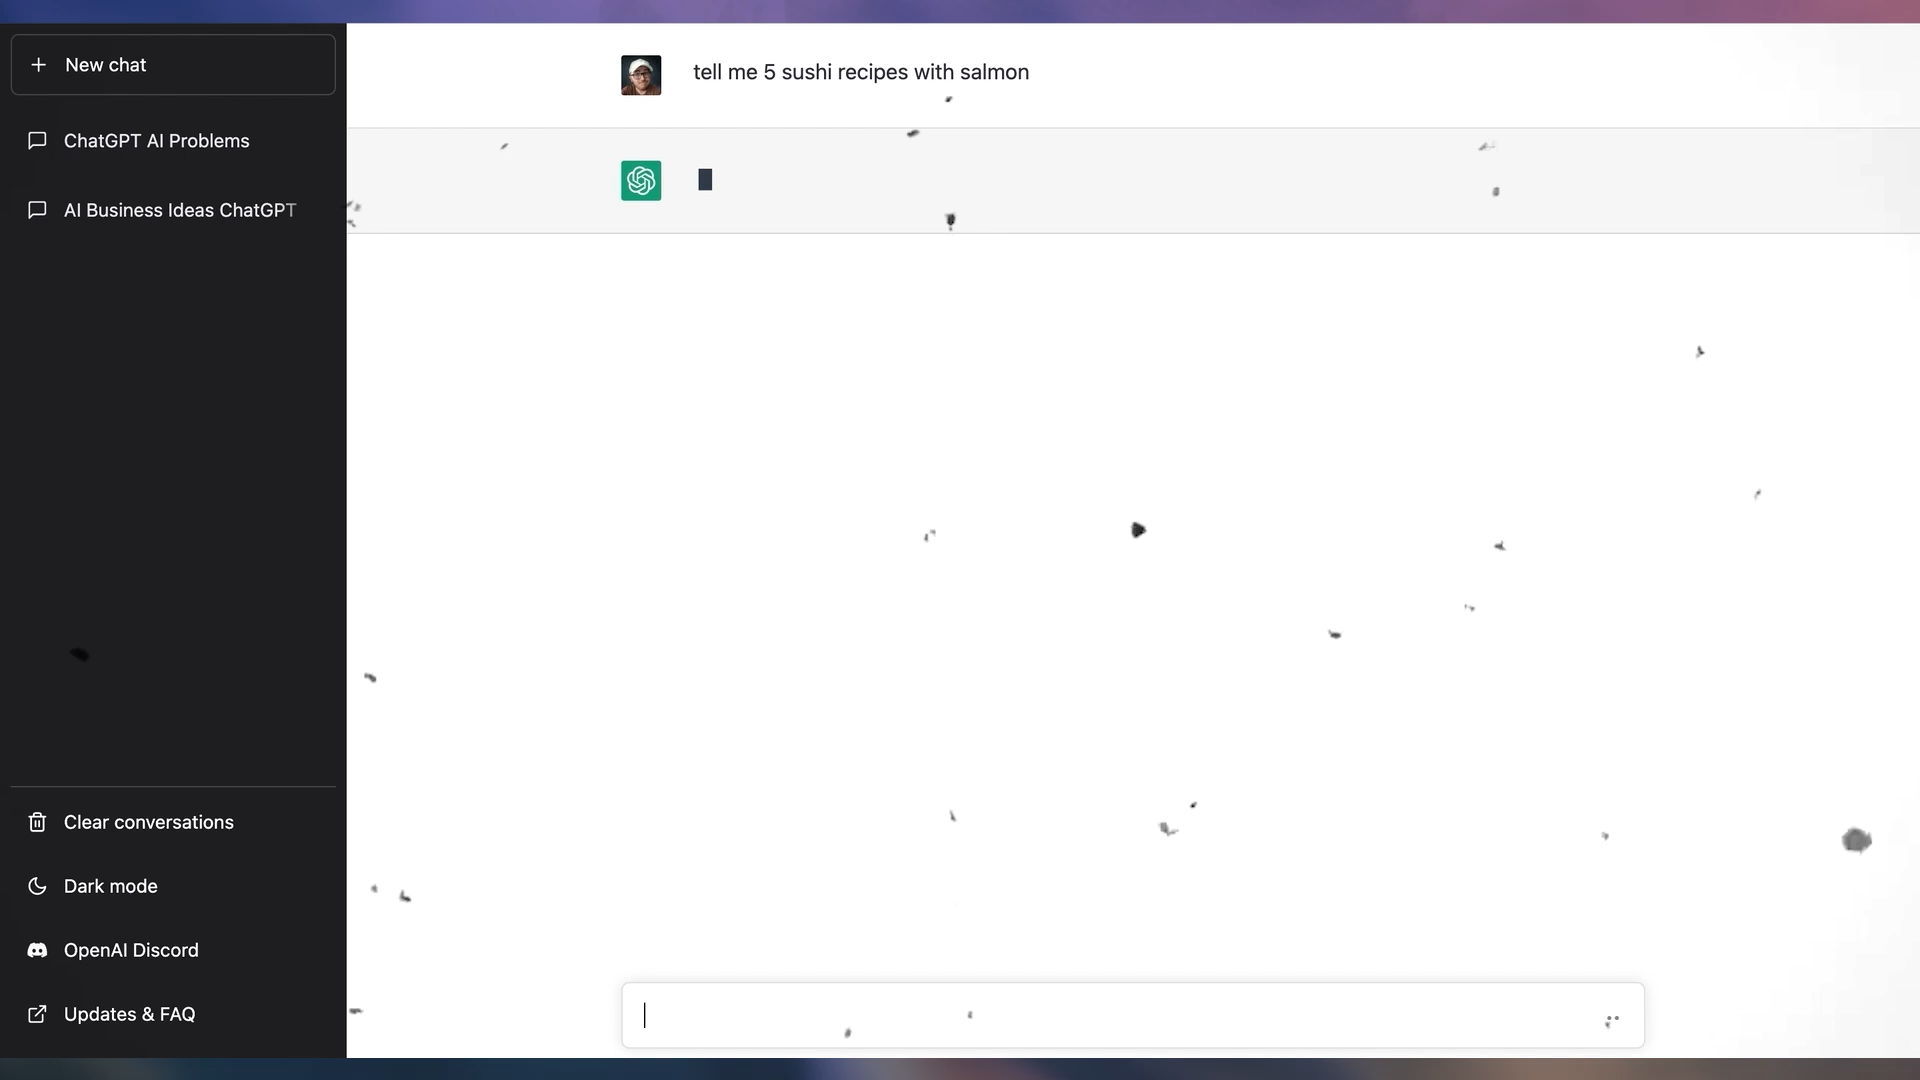 New chat
ChatGPT AI Problems
AI Business Ideas ChatGPT
Clear conversations
Dark mode
OpenAI Discord
Updates & FAQ
tell me 5 sushi recipes with salmon